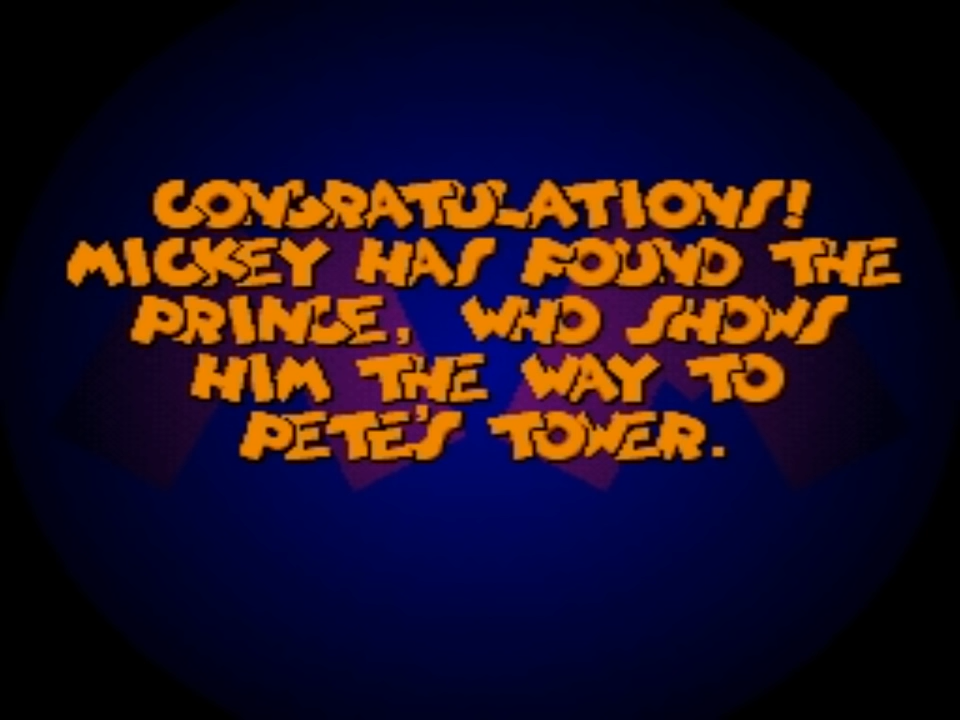 CONGRATULATIONS!
MICKEY HAS FOUND THE
PRINCE, WHO SHOWS
HIM THE WAY TO
PETE'S TOWER.